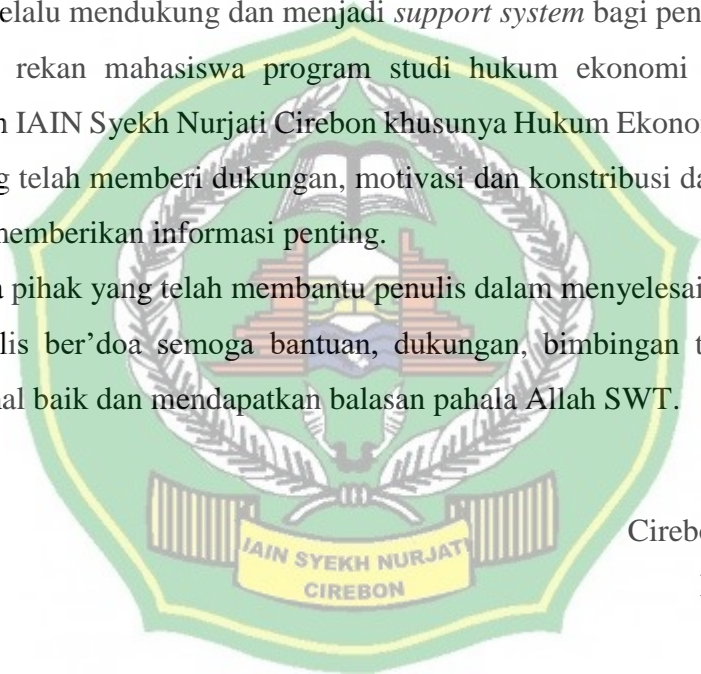 elalu mendukung dan menjadi support system bagi pen
rekan mahasiswa program studi hukum ekonomi
IAIN Syekh Nurjati Cirebon khusunya Hukum Ekono
telah memberi dukungan, motivasi dan konstribusi da
memberikan informasi penting.
pihak yang telah membantu penulis dalam menyelesai
lis ber’doa semoga bantuan, dukungan, bimbingan t
al baik dan mendapatkan balasan pahala Allah SWT.
IAIN SYEKH NURJATI
CIREBON
Cirebo